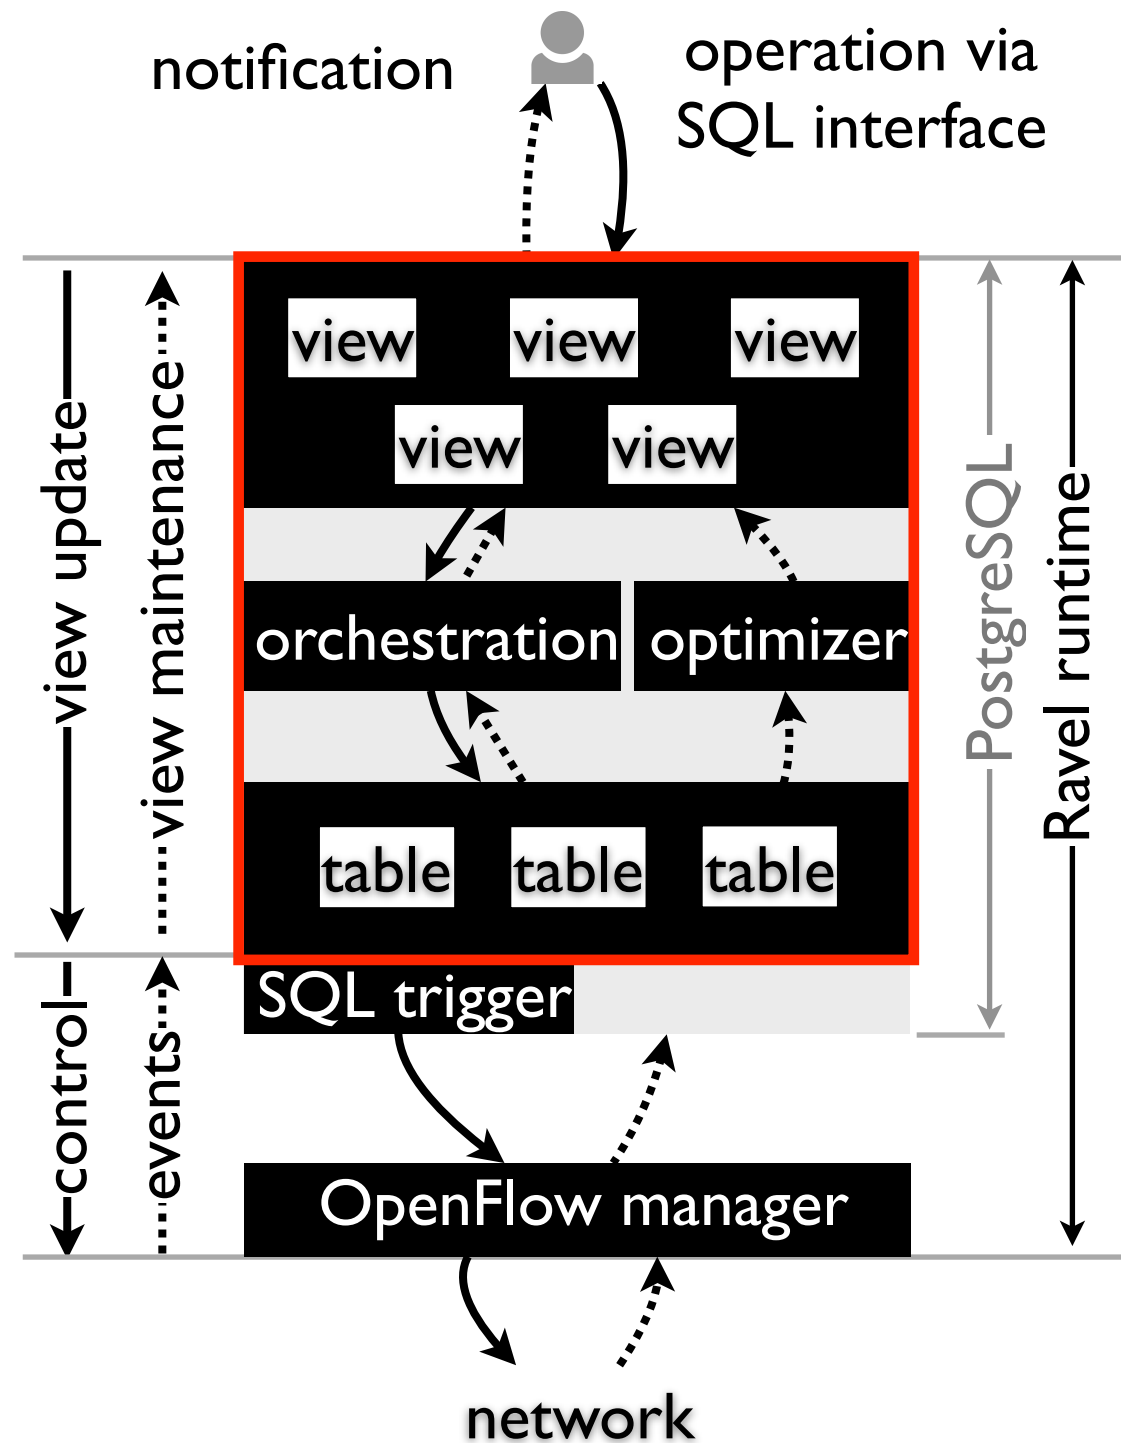 notification
operation via
SQL interface
view view view
view view
orchestration optimizer
table table table
SQL trigger
OpenFlow manager
network
view update
view maintenance
control
events
PostgreSQL
Ravel runtime